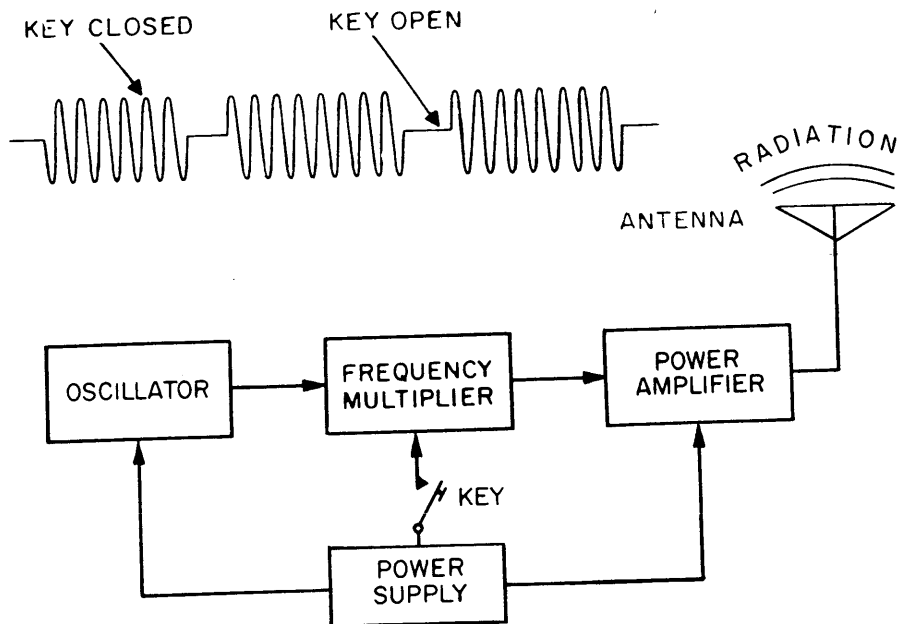 KEY CLOSED
KEY OPEN
RADIATION
ANTENNA
OSCILLATOR
FREQUENCY
MULTIPLIER
POWER
AMPLIFIER
KEY
POWER
SUPPLY